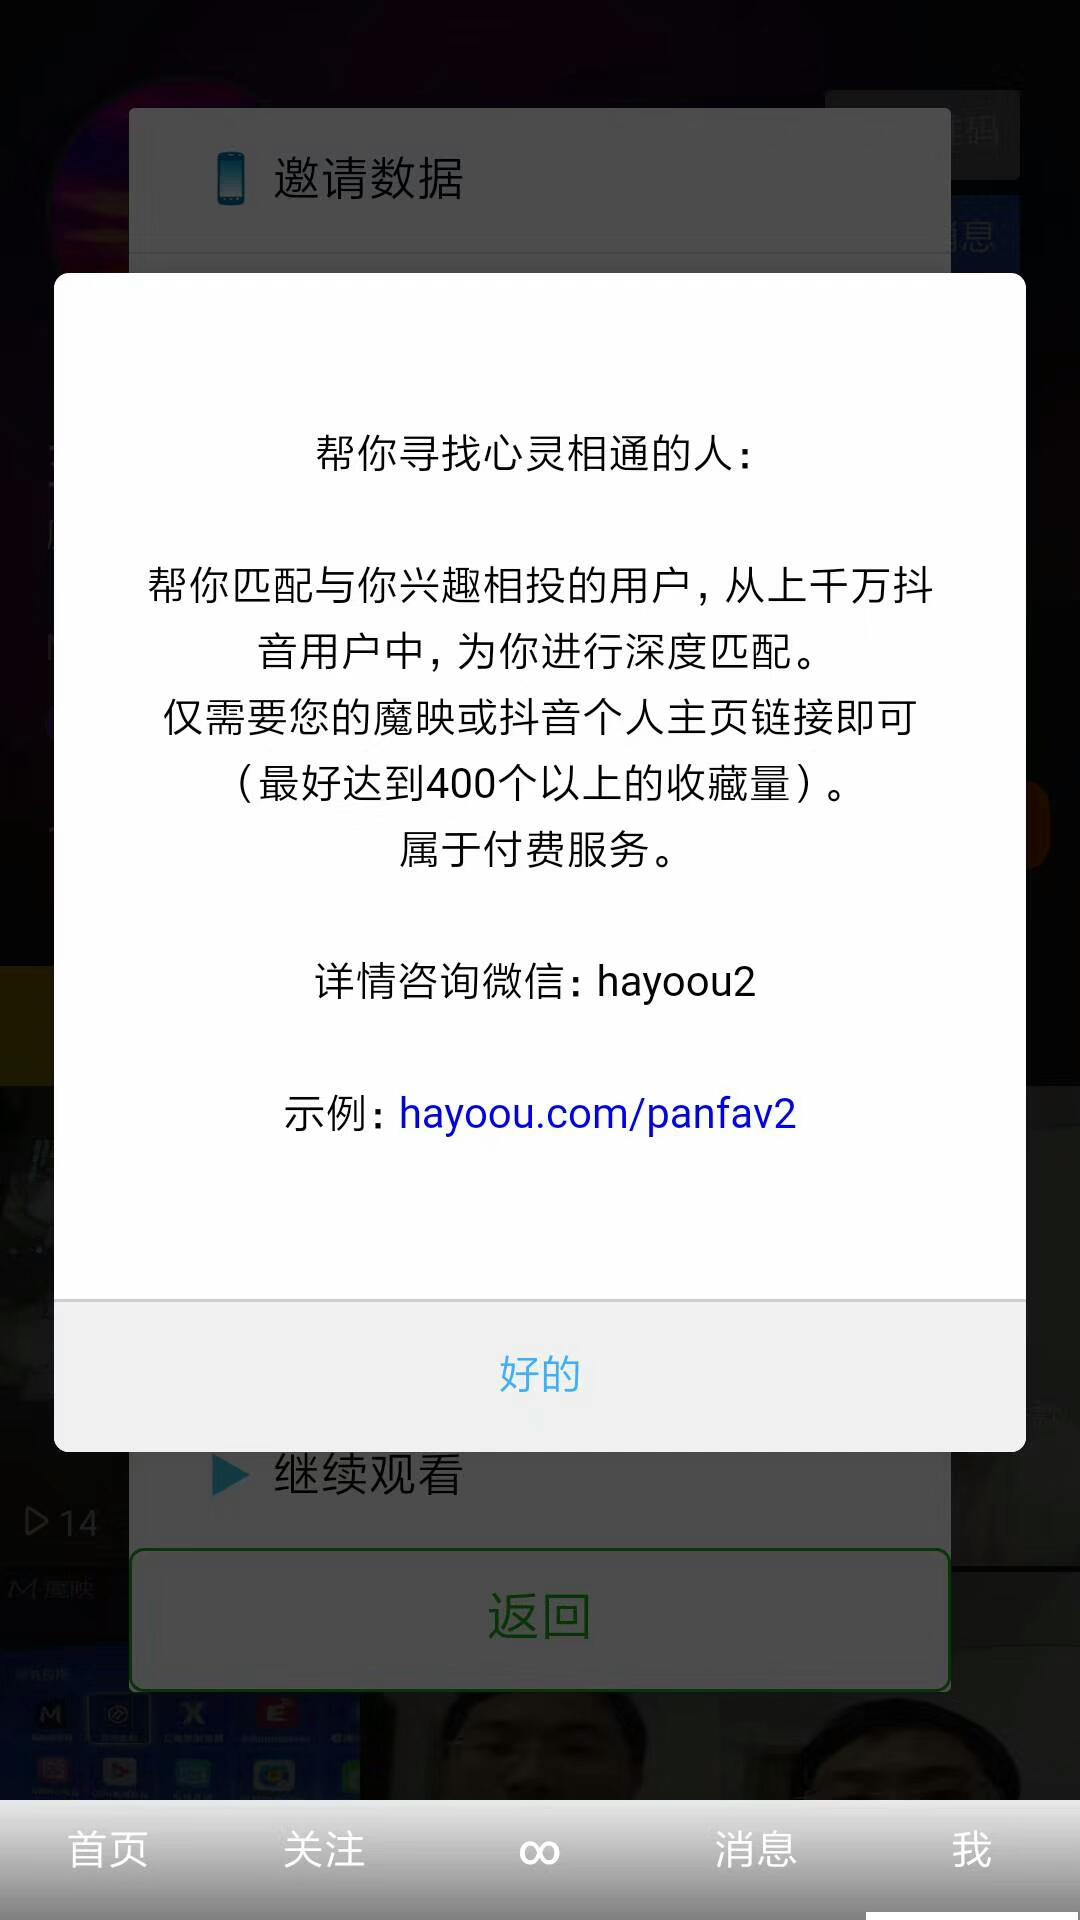 邀请数据
消息
帮你寻找心灵相通的人：
帮你匹配与你兴趣相投的用户，从上千万抖
音用户中，为你进行深度匹配。
仅需要您的魔映或抖音个人主页链接即可
（最好达到400个以上的收藏量）。
属于付费服务。
详情咨询微信：hayoou2
示例：hayoou.com/panfav2
好的
继续观看
14
M 魔映
返回
首页
关注
∞
消息
我